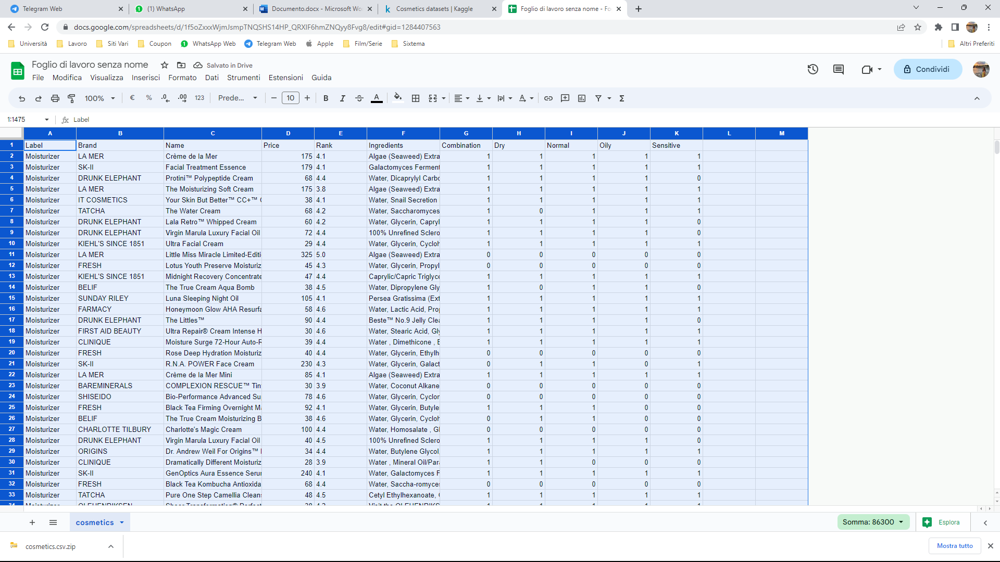 Telegram Web
(1) WhatsApp
Documento.docx - Microsoft Wo
Cosmetics datasets | Kaggle
Foglio di lavoro senza nome - Fo
docs.google.com/spreadsheets/d/1f5oZxxxWjmJsmpTNQSHS14HP_QRXlF6hmZNQyy8Fvg8/edit#gid=1284407563
Università Lavoro Siti Vari Coupon WhatsApp Web Telegram Web Apple Film/Serie Sixtema Altri Preferiti
Foglio di lavoro senza nome Salvato in Drive
File Modifica Visualizza Inserisci Formato Dati Strumenti Estensioni Guida
Condividi
100% € % .0 .00 123 Prede... 10 B I A
1:1475 fx Label
A B C D E F G H I J K L M
1 Label Brand Name Price Rank Ingredients Combination Dry Normal Oily Sensitive
2 Moisturizer LA MER Crème de la Mer 175 4.1 Algae (Seaweed) Extra 1 1 1 1 1
3 Moisturizer SK-II Facial Treatment Essence 179 4.1 Galactomyces Ferment 1 1 1 1 1
4 Moisturizer DRUNK ELEPHANT Protini™ Polypeptide Cream 68 4.4 Water, Dicaprylyl Carbo 1 1 1 1 0
5 Moisturizer LA MER The Moisturizing Soft Cream 175 3.8 Algae (Seaweed) Extra 1 1 1 1 1
6 Moisturizer IT COSMETICS Your Skin But Better™ CC+™ C 38 4.1 Water, Snail Secretion 1 1 1 1 1
7 Moisturizer TATCHA The Water Cream 68 4.2 Water, Saccharomyces 1 0 1 1 1
8 Moisturizer DRUNK ELEPHANT Lala Retro™ Whipped Cream 60 4.2 Water, Glycerin, Capryl 1 1 1 1 0
9 Moisturizer DRUNK ELEPHANT Virgin Marula Luxury Facial Oil 72 4.4 100% Unrefined Sclero 1 1 1 1 0
10 Moisturizer KIEHL'S SINCE 1851 Ultra Facial Cream 29 4.4 Water, Glycerin, Cycloh 1 1 1 1 1
11 Moisturizer LA MER Little Miss Miracle Limited-Editi 325 5.0 Algae (Seaweed) Extra 0 0 0 0 0
12 Moisturizer FRESH Lotus Youth Preserve Moisturiz 45 4.3 Water, Glycerin, Propyl 0 0 0 0 0
13 Moisturizer KIEHL'S SINCE 1851 Midnight Recovery Concentrate 47 4.4 Caprylic/Capric Triglyce 1 1 1 1 1
14 Moisturizer BELIF The True Cream Aqua Bomb 38 4.5 Water, Dipropylene Gly 1 0 1 1 0
15 Moisturizer SUNDAY RILEY Luna Sleeping Night Oil 105 4.1 Persea Gratissima (Ext 1 1 1 1 1
16 Moisturizer FARMACY Honeymoon Glow AHA Resurfa 58 4.6 Water, Lactic Acid, Prop 1 1 1 1 1
17 Moisturizer DRUNK ELEPHANT The Littles™ 90 4.4 Beste™ No.9 Jelly Clea 1 1 1 1 0
18 Moisturizer FIRST AID BEAUTY Ultra Repair® Cream Intense H 30 4.6 Water, Stearic Acid, Gly 1 1 1 1 1
19 Moisturizer CLINIQUE Moisture Surge 72-Hour Auto-R 39 4.4 Water , Dimethicone , B 1 1 1 1 1
20 Moisturizer FRESH Rose Deep Hydration Moisturiz 40 4.4 Water, Glycerin, Ethylh 0 0 0 0 0
21 Moisturizer SK-II R.N.A. POWER Face Cream 230 4.3 Water, Glycerin, Galact 0 1 1 0 1
22 Moisturizer LA MER Crème de la Mer Mini 85 4.1 Algae (Seaweed) Extra 1 1 1 1 1
23 Moisturizer BAREMINERALS COMPLEXION RESCUE™ Tin 30 3.9 Water, Coconut Alkane 0 0 0 0 0
24 Moisturizer SHISEIDO Bio-Performance Advanced Su 78 4.6 Water, Glycerin, Cyclor 0 0 0 0 0
25 Moisturizer FRESH Black Tea Firming Overnight Ma 92 4.1 Water, Glycerin, Butyle 1 1 1 0 0
26 Moisturizer BELIF The True Cream Moisturizing B 38 4.6 Water, Glycerin, Cycloh 0 1 1 0 0
27 Moisturizer CHARLOTTE TILBURY Charlotte's Magic Cream 100 4.4 Water, Homosalate , Gl 0 0 0 0 0
28 Moisturizer DRUNK ELEPHANT Virgin Marula Luxury Facial Oil 40 4.5 100% Unrefined Sclero 1 1 1 1 0
29 Moisturizer ORIGINS Dr. Andrew Weil For Origins™ 34 4.4 Water, Butylene Glycol, 1 1 1 1 1
30 Moisturizer CLINIQUE Dramatically Different Moisturiz 28 3.9 Water , Mineral Oil/Par 1 1 0 0 0
31 Moisturizer SK-II GenOptics Aura Essence Serur 240 4.1 Water, Galactomyces F 1 1 1 1 1
32 Moisturizer FRESH Black Tea Kombucha Antioxida 68 4.4 Water, Saccha-romyces 0 0 0 0 0
33 Moisturizer TATCHA Pure One Step Camellia Cleans 48 4.5 Cetyl Ethylhexanoate, 1 1 1 1 1
cosmetics Somma: 86300 Esplora
cosmetics.csv.zip Mostra tutto